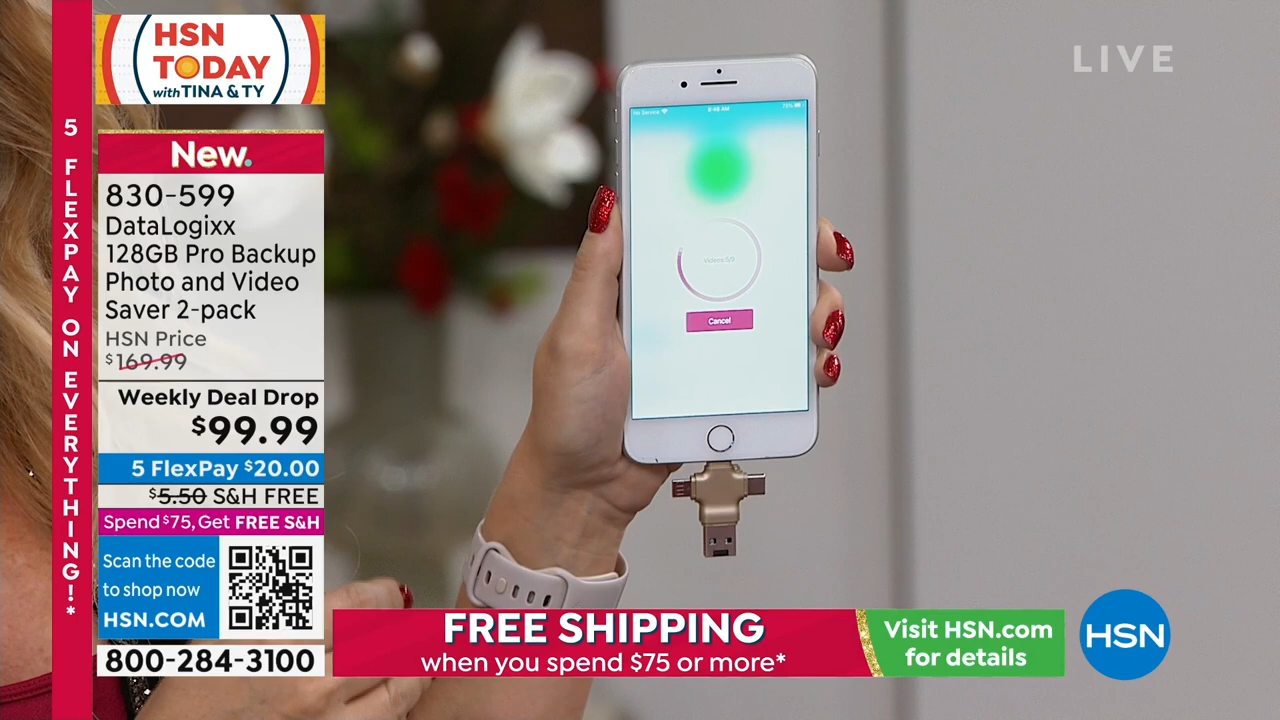 HSN
TODAY
with TINA & TY
LIVE
5 FLEXPAY ON EVERYTHING!*
New.
830-599
DataLogixx
128GB Pro Backup
Photo and Video
Saver 2-pack
HSN Price
$169.99
Weekly Deal Drop
$99.99
5 FlexPay $20.00
$5.50 S&H FREE
Spend $75, Get FREE S&H
Scan the code
to shop now
HSN.COM
800-284-3100
No Service
Cancel
FREE SHIPPING
when you spend $75 or more*
Visit HSN.com
for details
HSN